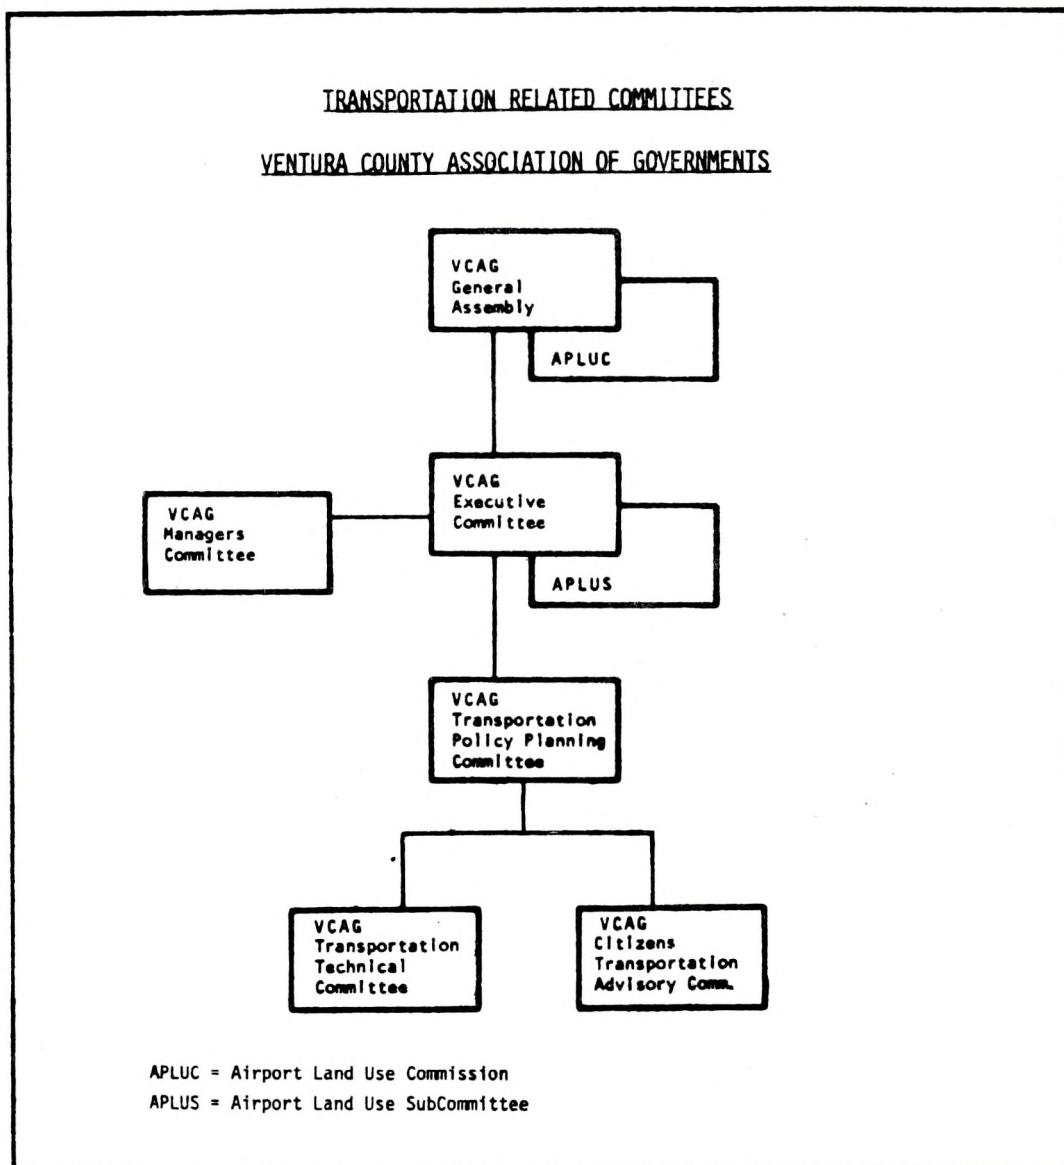 TRANSPORTATION RELATED COMMITTEES
VENTURA COUNTY ASSOCIATION OF GOVERNMENTS
VCAG
General
Assembly
APLUC
VCAG
Executive
Committee
APLUS
VCAG
Managers
Committee
VCAG
Transportation
Policy Planning
Committee
VCAG
Transportation
Technical
Committee
VCAG
Citizens
Transportation
Advisory Comm.
APLUC = Airport Land Use Commission
APLUS = Airport Land Use SubCommittee